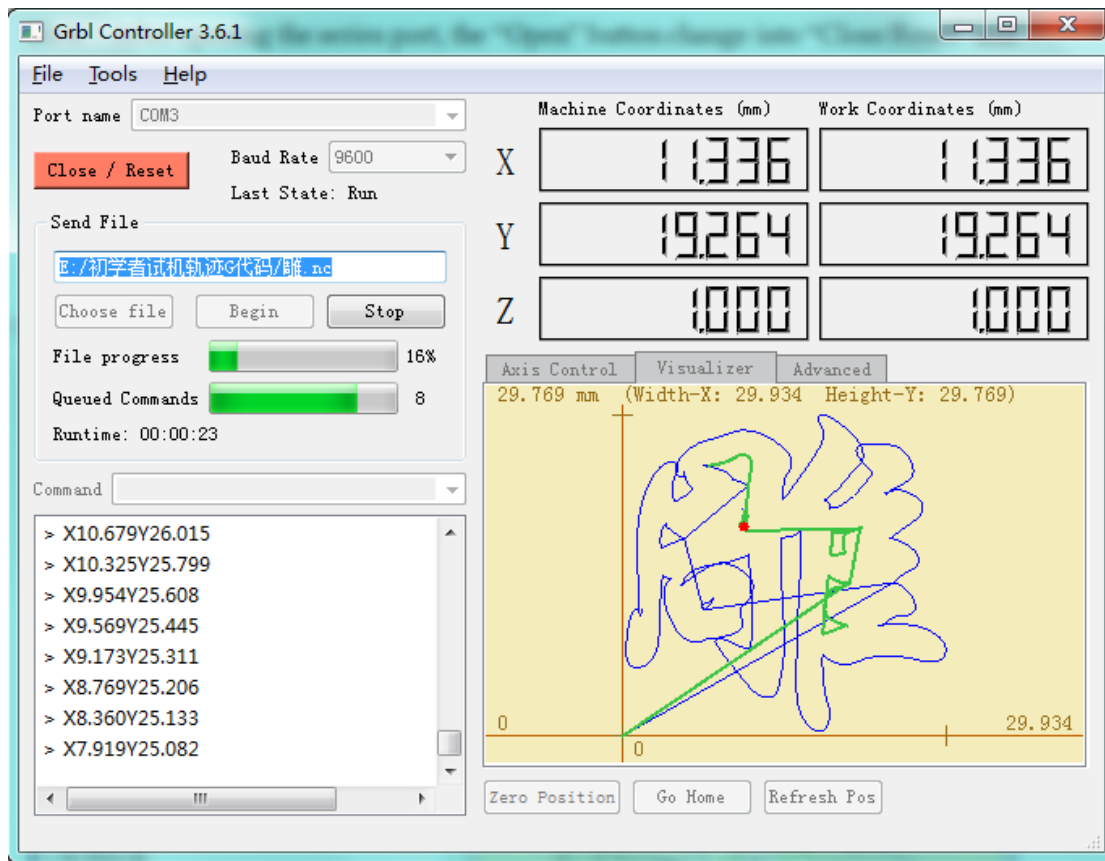 Grbl Controller 3.6.1
File Tools Help
Port name COM3
Close / Reset
Baud Rate 9600
Last State: Run
Send File
E:/初学者试机轨迹G代码/雕.nc
Choose file Begin Stop
File progress 16%
Queued Commands 8
Runtime: 00:00:23
Command
> X10.679Y26.015
> X10.325Y25.799
> X9.954Y25.608
> X9.569Y25.445
> X9.173Y25.311
> X8.769Y25.206
> X8.360Y25.133
> X7.919Y25.082
Machine Coordinates (mm) Work Coordinates (mm)
X 11.336 11.336
Y 19.264 19.264
Z 1.000 1.000
Axis Control Visualizer Advanced
29.769 mm (Width-X: 29.934 Height-Y: 29.769)
雕
0 29.934
0
Zero Position Go Home Refresh Pos